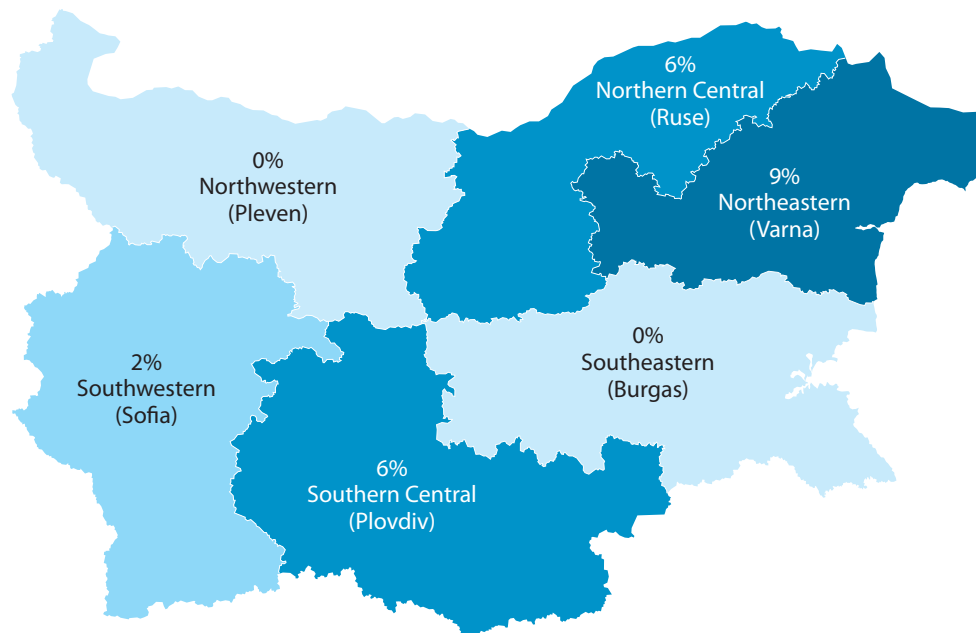 6%
Northern Central
(Ruse)
0%
Northwestern
(Pleven)
9%
Northeastern
(Varna)
0%
Southeastern
(Burgas)
2%
Southwestern
(Sofia)
6%
Southern Central
(Plovdiv)